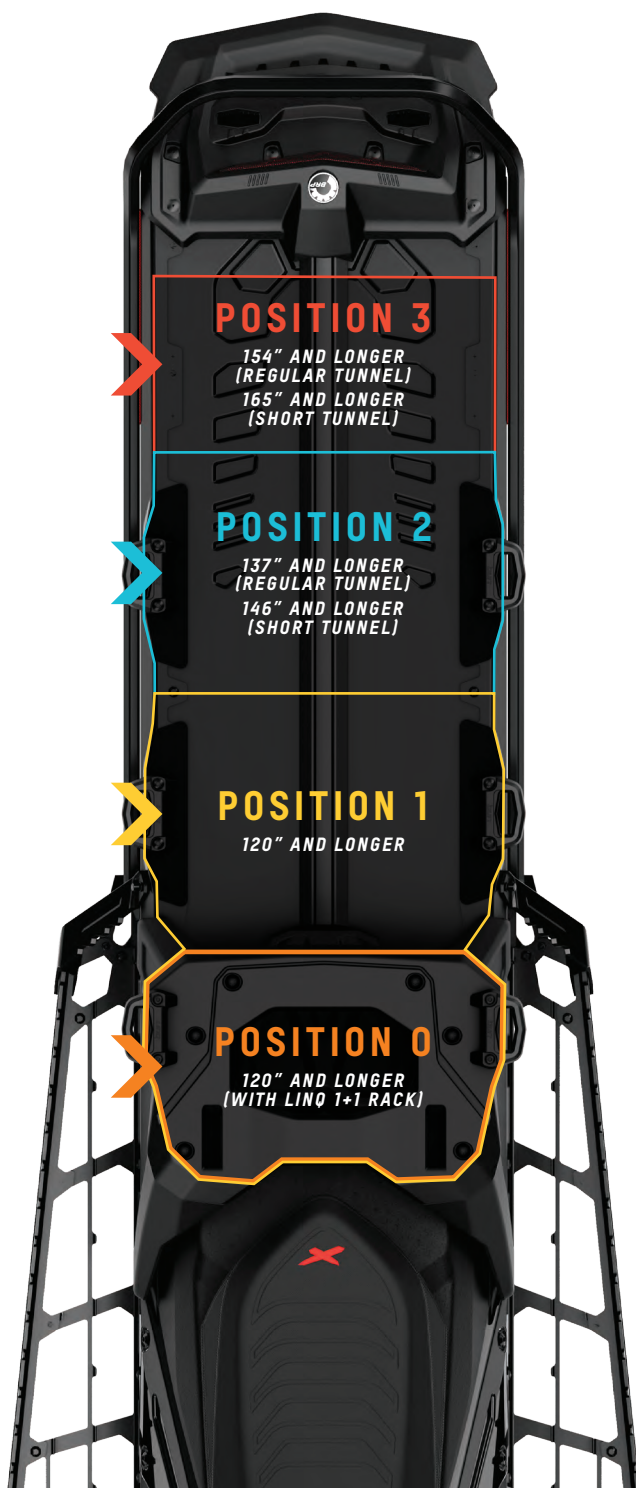 BRP
POSITION 3
154" AND LONGER
(REGULAR TUNNEL)
165" AND LONGER
(SHORT TUNNEL)
POSITION 2
137" AND LONGER
(REGULAR TUNNEL)
146" AND LONGER
(SHORT TUNNEL)
POSITION 1
120" AND LONGER
POSITION 0
120" AND LONGER
(WITH LINQ 1+1 RACK)
X